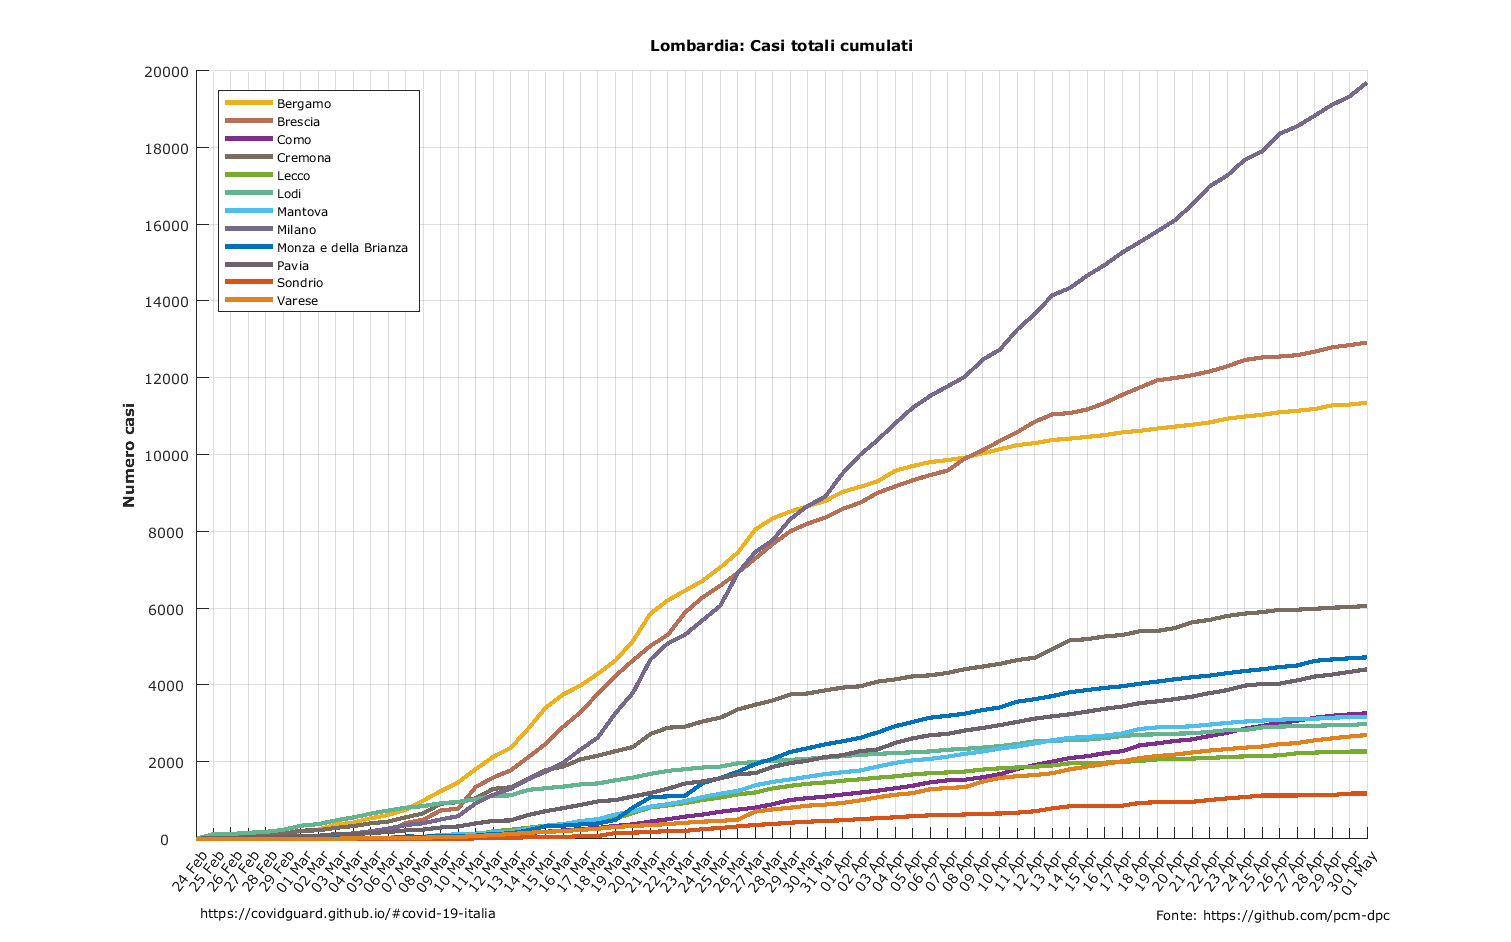 Lombardia: Casi totali cumulati
20000
18000
16000
14000
12000
10000
8000
6000
4000
2000
0
Numero casi
Bergamo
Brescia
Como
Cremona
Lecco
Lodi
Mantova
Milano
Monza e della Brianza
Pavia
Sondrio
Varese
24 Feb
25 Feb
26 Feb
27 Feb
28 Feb
29 Feb
01 Mar
02 Mar
03 Mar
04 Mar
05 Mar
06 Mar
07 Mar
08 Mar
09 Mar
10 Mar
11 Mar
12 Mar
13 Mar
14 Mar
15 Mar
16 Mar
17 Mar
18 Mar
19 Mar
20 Mar
21 Mar
22 Mar
23 Mar
24 Mar
25 Mar
26 Mar
27 Mar
28 Mar
29 Mar
30 Mar
31 Mar
01 Apr
02 Apr
03 Apr
04 Apr
05 Apr
06 Apr
07 Apr
08 Apr
09 Apr
10 Apr
11 Apr
12 Apr
13 Apr
14 Apr
15 Apr
16 Apr
17 Apr
18 Apr
19 Apr
20 Apr
21 Apr
22 Apr
23 Apr
24 Apr
25 Apr
26 Apr
27 Apr
28 Apr
29 Apr
30 Apr
01 May
https://covidguard.github.io/#covid-19-italia
Fonte: https://github.com/pcm-dpc